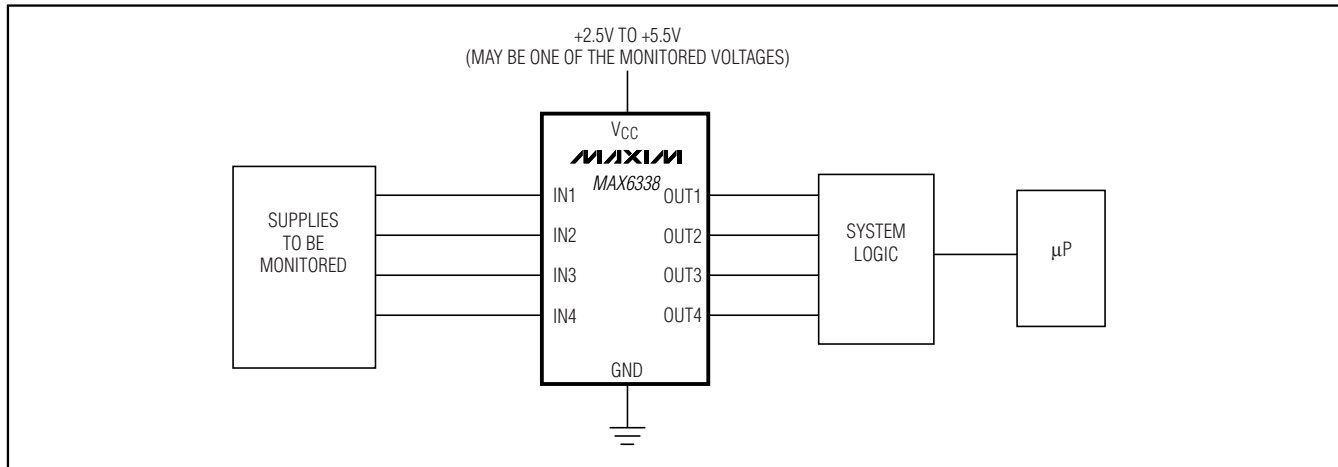 +2.5V TO +5.5V
(MAY BE ONE OF THE MONITORED VOLTAGES)
VCC
MAXIM
MAX6338
SUPPLIES
TO BE
MONITORED
IN1
IN2
IN3
IN4
OUT1
OUT2
OUT3
OUT4
GND
SYSTEM
LOGIC
μP